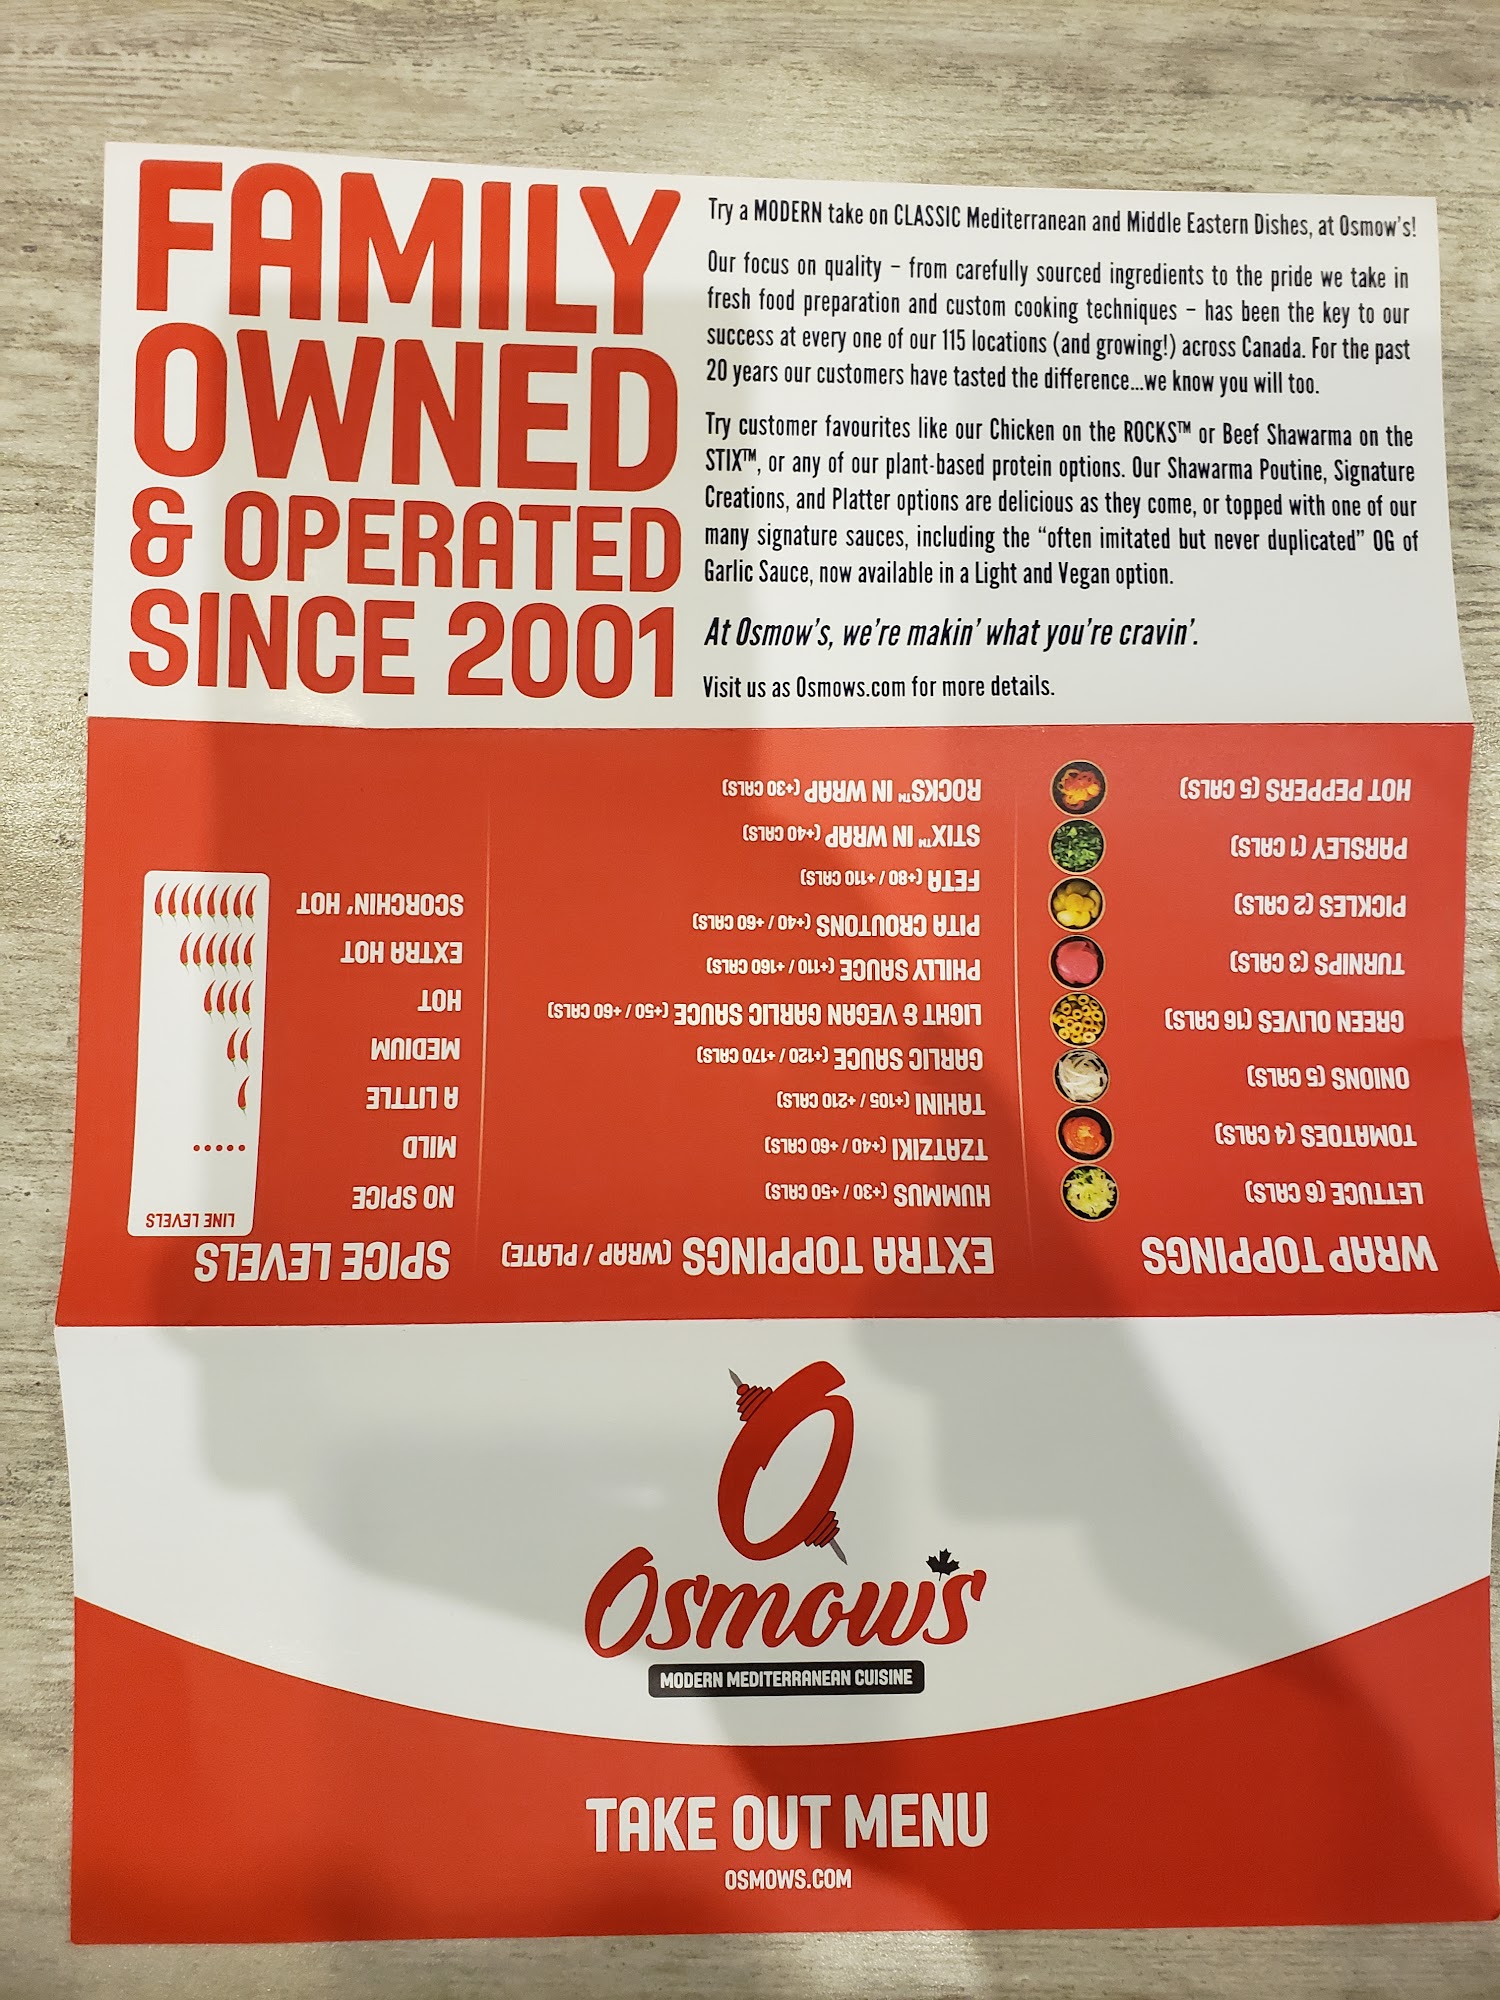 FAMILY
OWNED
& OPERATED
SINCE 2001
Try a MODERN take on CLASSIC Mediterranean and Middle Eastern Dishes, at Osmow's!
Our focus on quality – from carefully sourced ingredients to the pride we take in
fresh food preparation and custom cooking techniques – has been the key to our
success at every one of our 115 locations (and growing!) across Canada. For the past
20 years our customers have tasted the difference...we know you will too.
Try customer favourites like our Chicken on the ROCKS™ or Beef Shawarma on the
STIX™, or any of our plant-based protein options. Our Shawarma Poutine, Signature
Creations, and Platter options are delicious as they come, or topped with one of our
many signature sauces, including the “often imitated but never duplicated” OG of
Garlic Sauce, now available in a Light and Vegan option.
At Osmow's, we're makin' what you're cravin'.
Visit us as Osmows.com for more details.
WRAP TOPPINGS
LETTUCE (6 CALS)
TOMATOES (4 CALS)
ONIONS (5 CALS)
GREEN OLIVES (16 CALS)
TURNIPS (3 CALS)
PICKLES (2 CALS)
PARSLEY (1 CALS)
HOT PEPPERS (5 CALS)
EXTRA TOPPINGS (WRAP / PLATE)
HUMMUS (+30 / +50 CALS)
TZATZIKI (+40 / +60 CALS)
TAHINI (+105 / +210 CALS)
GARLIC SAUCE (+120 / +170 CALS)
LIGHT & VEGAN GARLIC SAUCE (+50 / +60 CALS)
PHILLY SAUCE (+110 / +160 CALS)
PITA CROUTONS (+40 / +60 CALS)
FETA (+80 / +110 CALS)
STIX™ IN WRAP (+40 CALS)
ROCKS™ IN WRAP (+30 CALS)
SPICE LEVELS
LINE LEVELS
NO SPICE
MILD
A LITTLE
MEDIUM
HOT
EXTRA HOT
SCORCHIN' HOT
Osmow's
MODERN MEDITERRANEAN CUISINE
TAKE OUT MENU
OSMOWS.COM